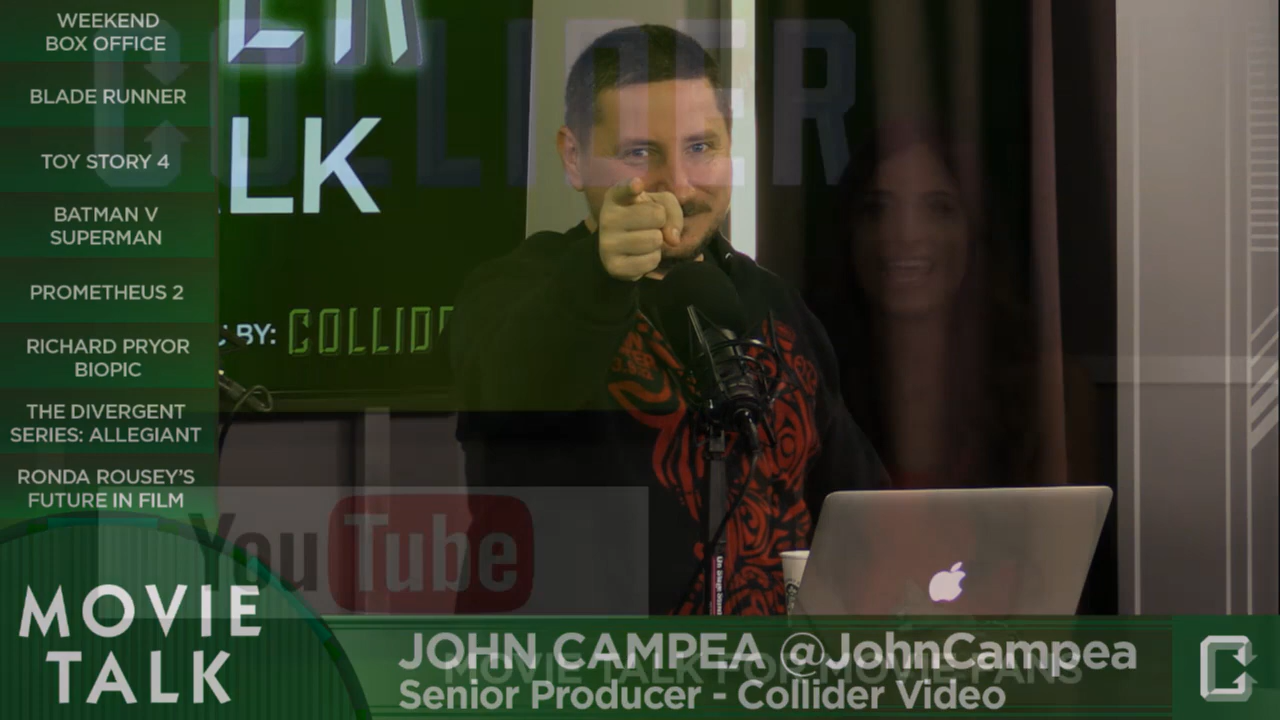 WEEKEND
BOX OFFICE
BLADE RUNNER
TOY STORY 4
BATMAN V
SUPERMAN
PROMETHEUS 2
RICHARD PRYOR
BIOPIC
THE DIVERGENT
SERIES: ALLEGIANT
RONDA ROUSEY'S
FUTURE IN FILM
COLLIDER
LK
BY:
COLLID
YouTube
MOVIE
TALK
JOHN CAMPEA @JohnCampea
MOVIE TALK FOR MOVIE FANS
Senior Producer - Collider Video